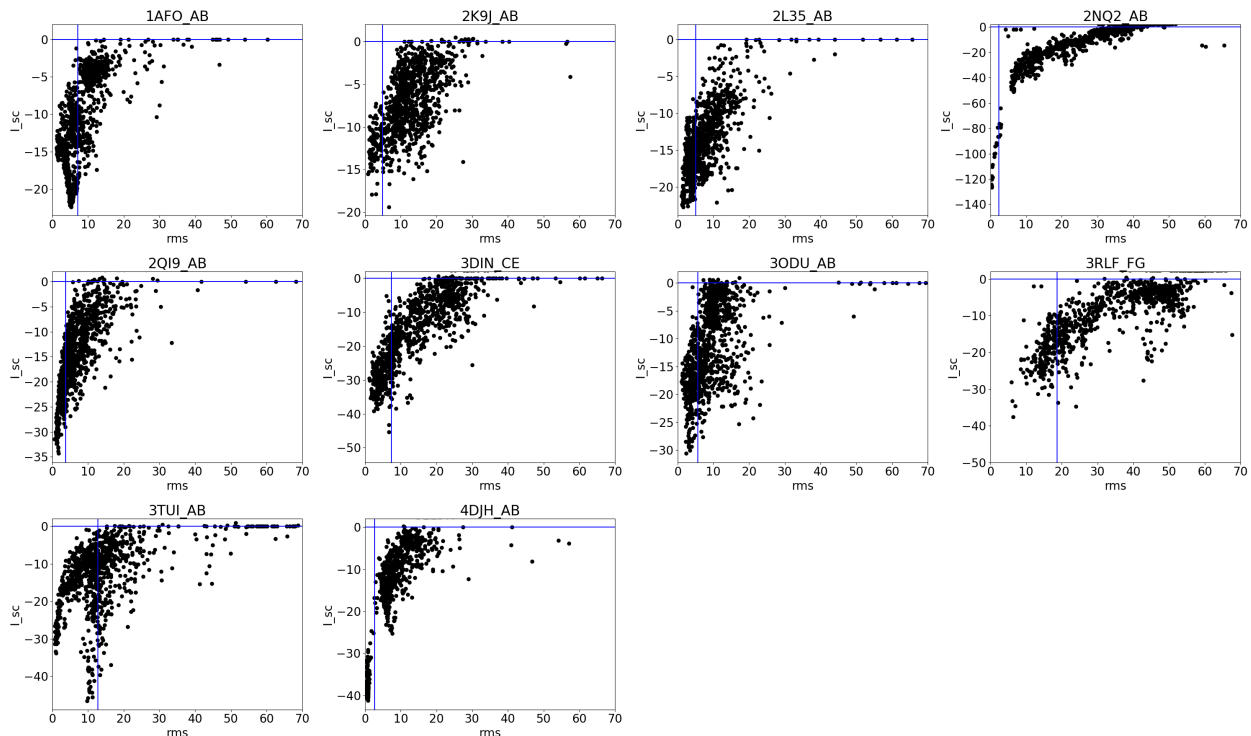 1AFO_AB
2K9J_AB
2L35_AB
2NQ2_AB
0
−5
−10
−15
−20
I_sc
0 10 20 30 40 50 60 70
rms
0
−5
−10
−15
−20
I_sc
0 10 20 30 40 50 60 70
rms
0
−5
−10
−15
−20
I_sc
0 10 20 30 40 50 60 70
rms
0
−20
−40
−60
−80
−100
−120
−140
I_sc
0 10 20 30 40 50 60 70
rms
2QI9_AB
3DIN_CE
3ODU_AB
3RLF_FG
0
−5
−10
−15
−20
−25
−30
−35
I_sc
0 10 20 30 40 50 60 70
rms
0
−10
−20
−30
−40
−50
I_sc
0 10 20 30 40 50 60 70
rms
0
−5
−10
−15
−20
−25
−30
I_sc
0 10 20 30 40 50 60 70
rms
0
−10
−20
−30
−40
−50
I_sc
0 10 20 30 40 50 60 70
rms
3TUI_AB
4DJH_AB
0
−10
−20
−30
−40
I_sc
0 10 20 30 40 50 60 70
rms
0
−10
−20
−30
−40
I_sc
0 10 20 30 40 50 60 70
rms